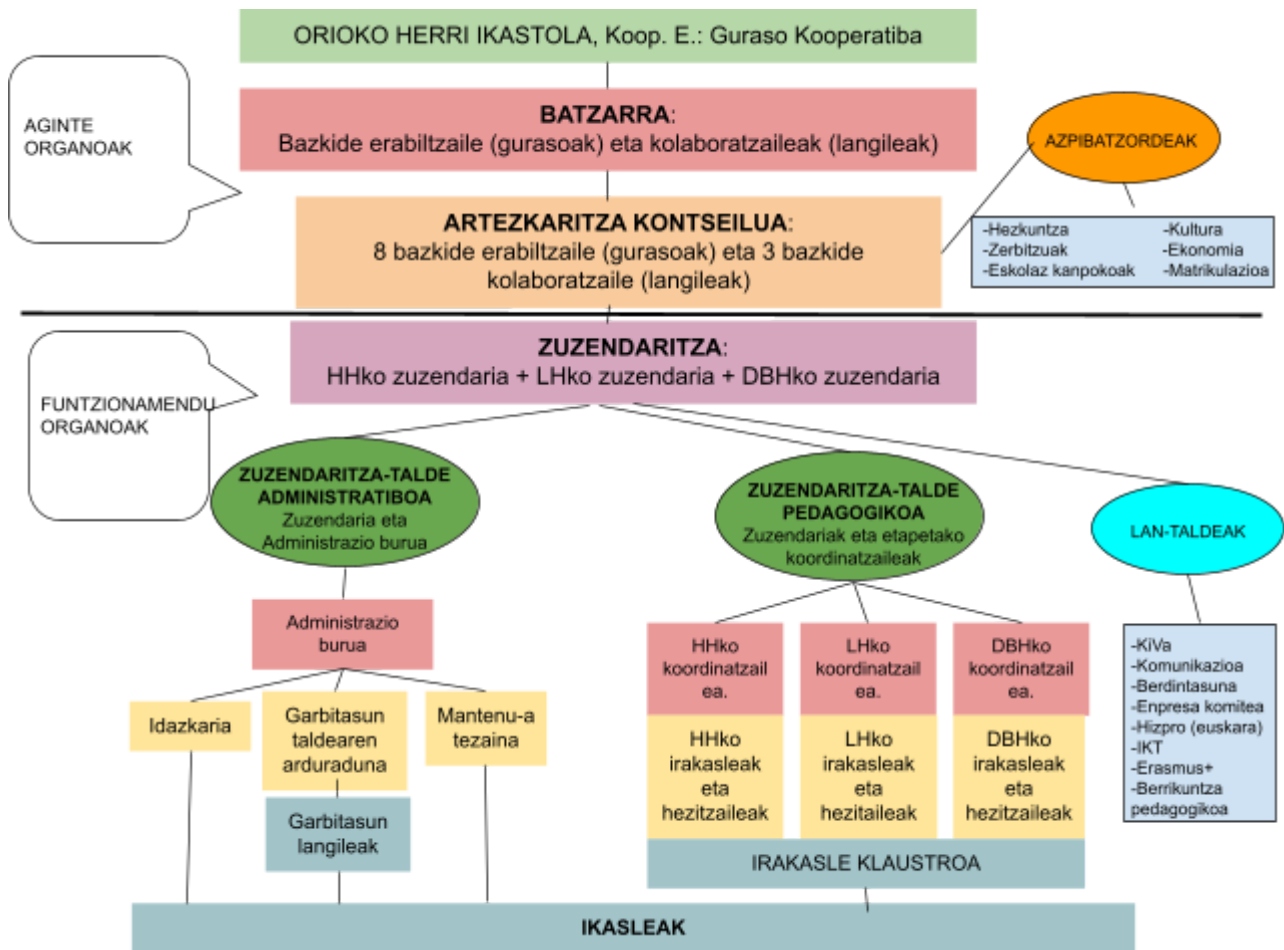 ORIOKO HERRI IKASTOLA, Koop. E.: Guraso Kooperatiba
AGINTE
ORGANOAK
BATZARRA:
Bazkide erabiltzaile (gurasoak) eta kolaboratzaileak (langileak)
AZPIBATZORDEAK
ARTEZKARITZA KONTSEILUA:
8 bazkide erabiltzaile (gurasoak) eta 3 bazkide
kolaboratzaile (langileak)
-Hezkuntza
-Zerbitzuak
-Eskolaz kanpokoak
-Kultura
-Ekonomia
-Matrikulazioa
FUNTZIONAMENDU
ORGANOAK
ZUZENDARITZA:
HHko zuzendaria + LHko zuzendaria + DBHko zuzendaria
ZUZENDARITZA-TALDE
ADMINISTRATIBOA
Zuzendaria eta
Administrazio burua
ZUZENDARITZA-TALDE
PEDAGOGIKOA
Zuzendariak eta etapetako
koordinatzaileak
LAN-TALDEAK
Administrazio
burua
Idazkaria
Garbitasun
taldearen
arduraduna
Mantenu-a
tezaina
Garbitasun
langileak
HHko
koordinatzail
ea.
LHko
koordinatzail
ea.
DBHko
koordinatzail
ea.
HHko
irakasleak
eta
hezitzaileak
LHko
irakasleak
eta
hezitaileak
DBHko
irakasleak
eta
hezitzaileak
IRAKASLE KLAUSTROA
-KiVa
-Komunikazioa
-Berdintasuna
-Enpresa komitea
-Hizpro (euskara)
-IKT
-Erasmus+
-Berrikuntza
pedagogikoa
IKASLEAK